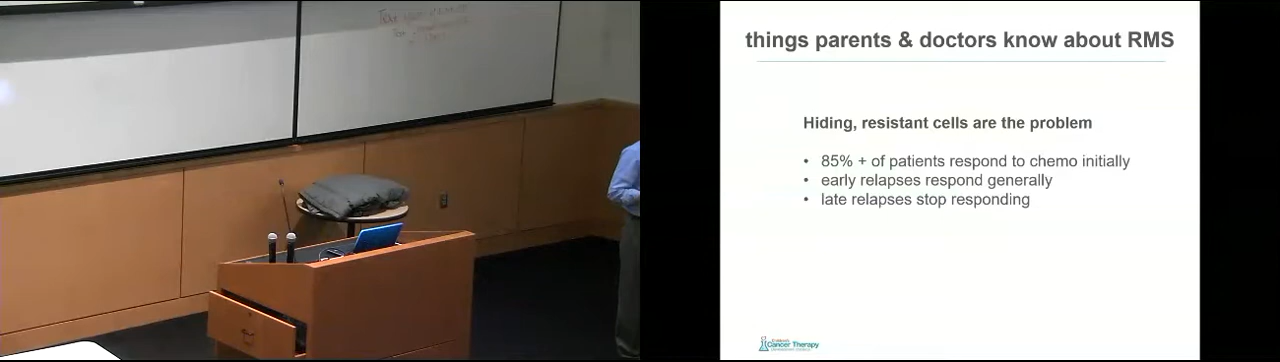 things parents & doctors know about RMS
Hiding, resistant cells are the problem
• 85% + of patients respond to chemo initially
• early relapses respond generally
• late relapses stop responding
Children's
Cancer Therapy